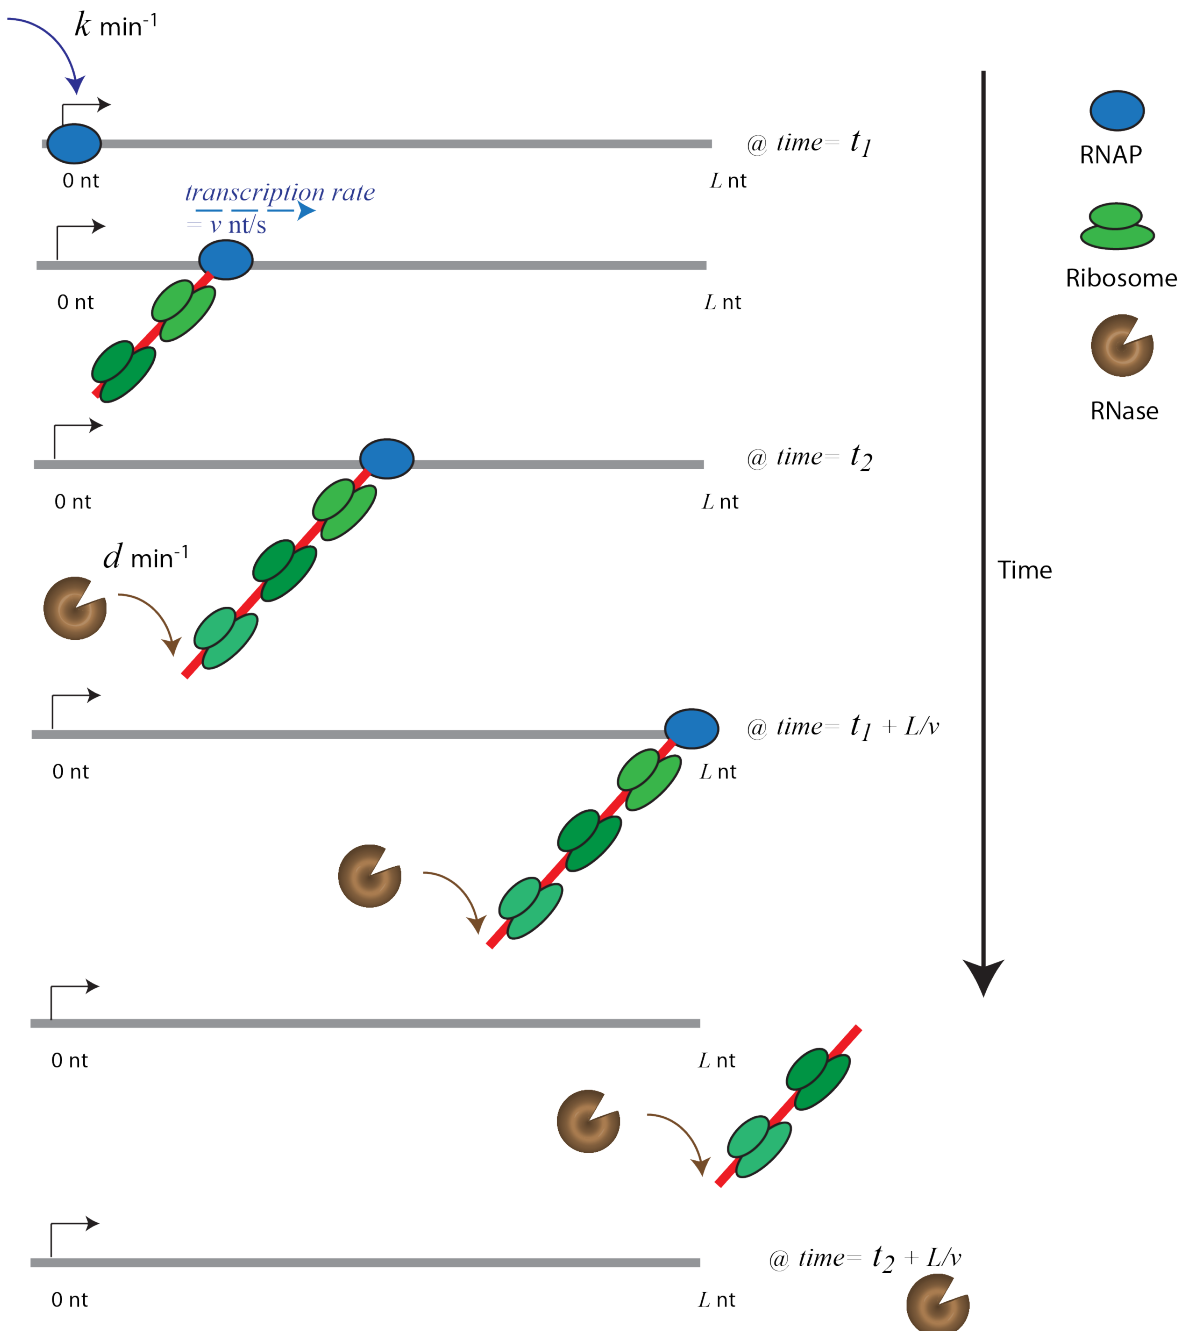 k min-1
@ time= t1
0 nt
L nt
RNAP
transcription rate
= v nt/s
0 nt
L nt
Ribosome
RNase
@ time= t2
0 nt
L nt
d min-1
Time
@ time= t1 + L/v
0 nt
L nt
0 nt
L nt
@ time= t2 + L/v
0 nt
L nt